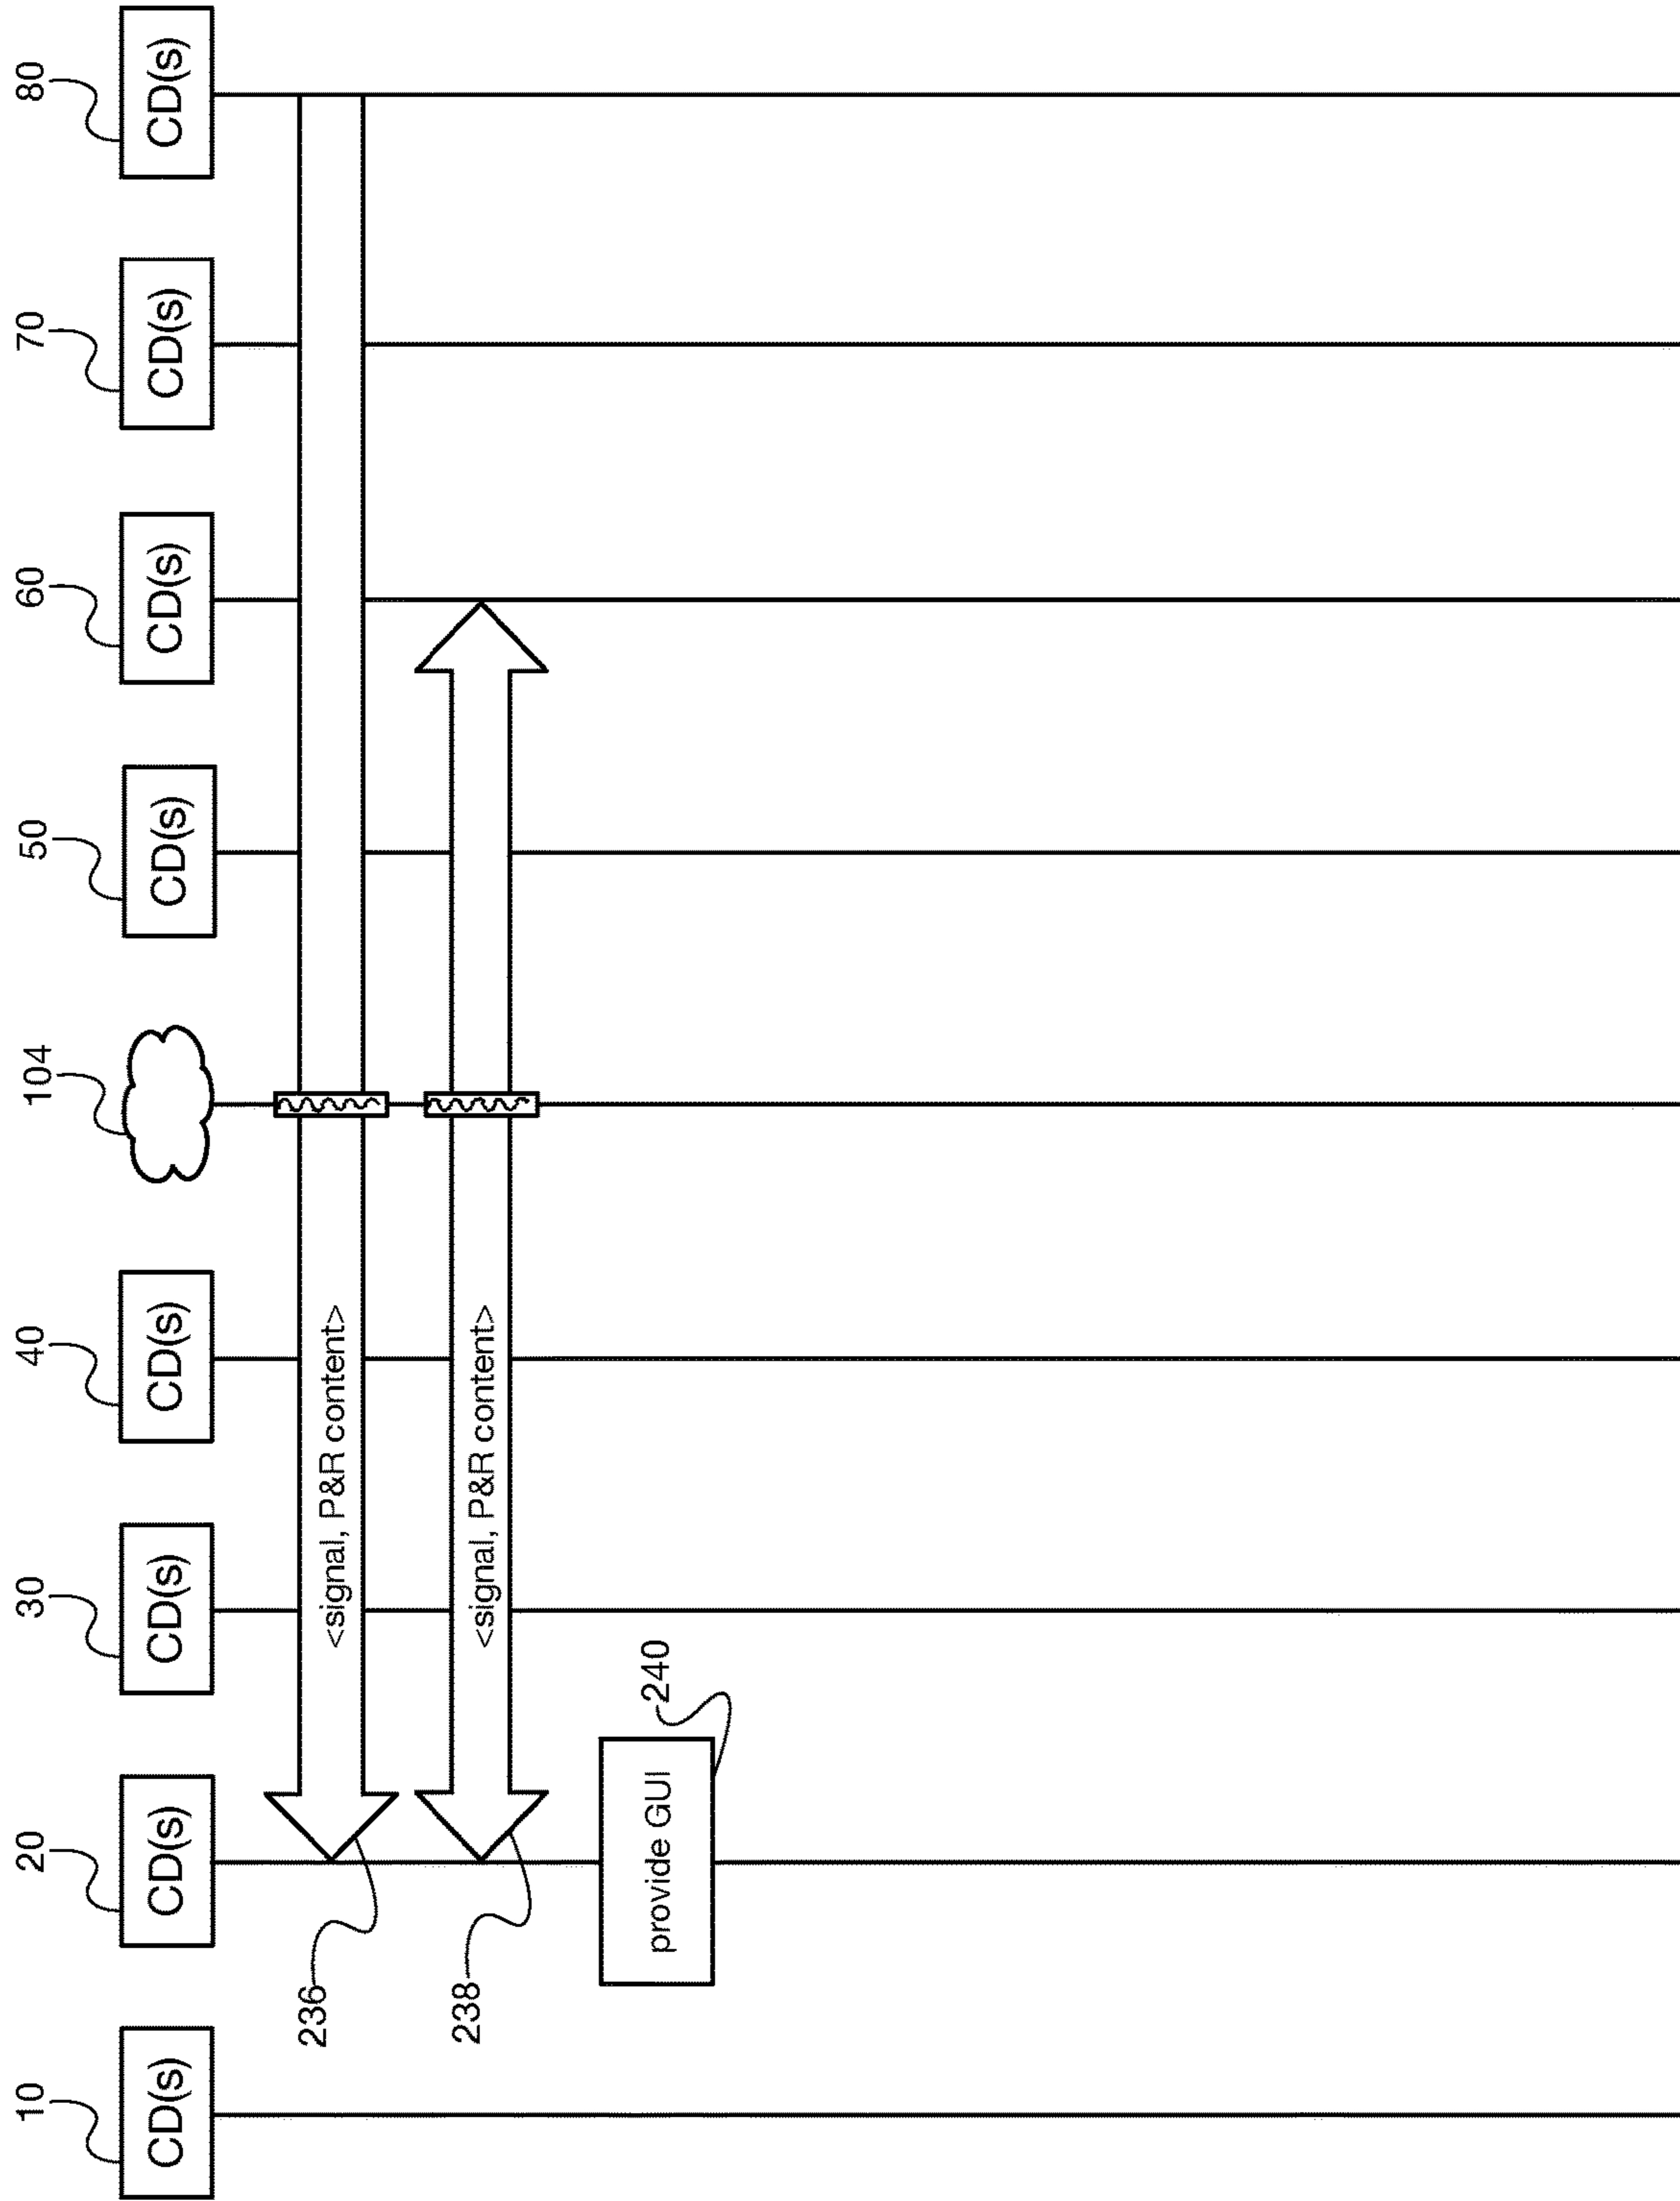 10
20
30
40
104
50
60
70
80
CD(s)
CD(s)
CD(s)
CD(s)
CD(s)
CD(s)
CD(s)
CD(s)
236
<signal, P&R content>
238
<signal, P&R content>
provide GUI
240